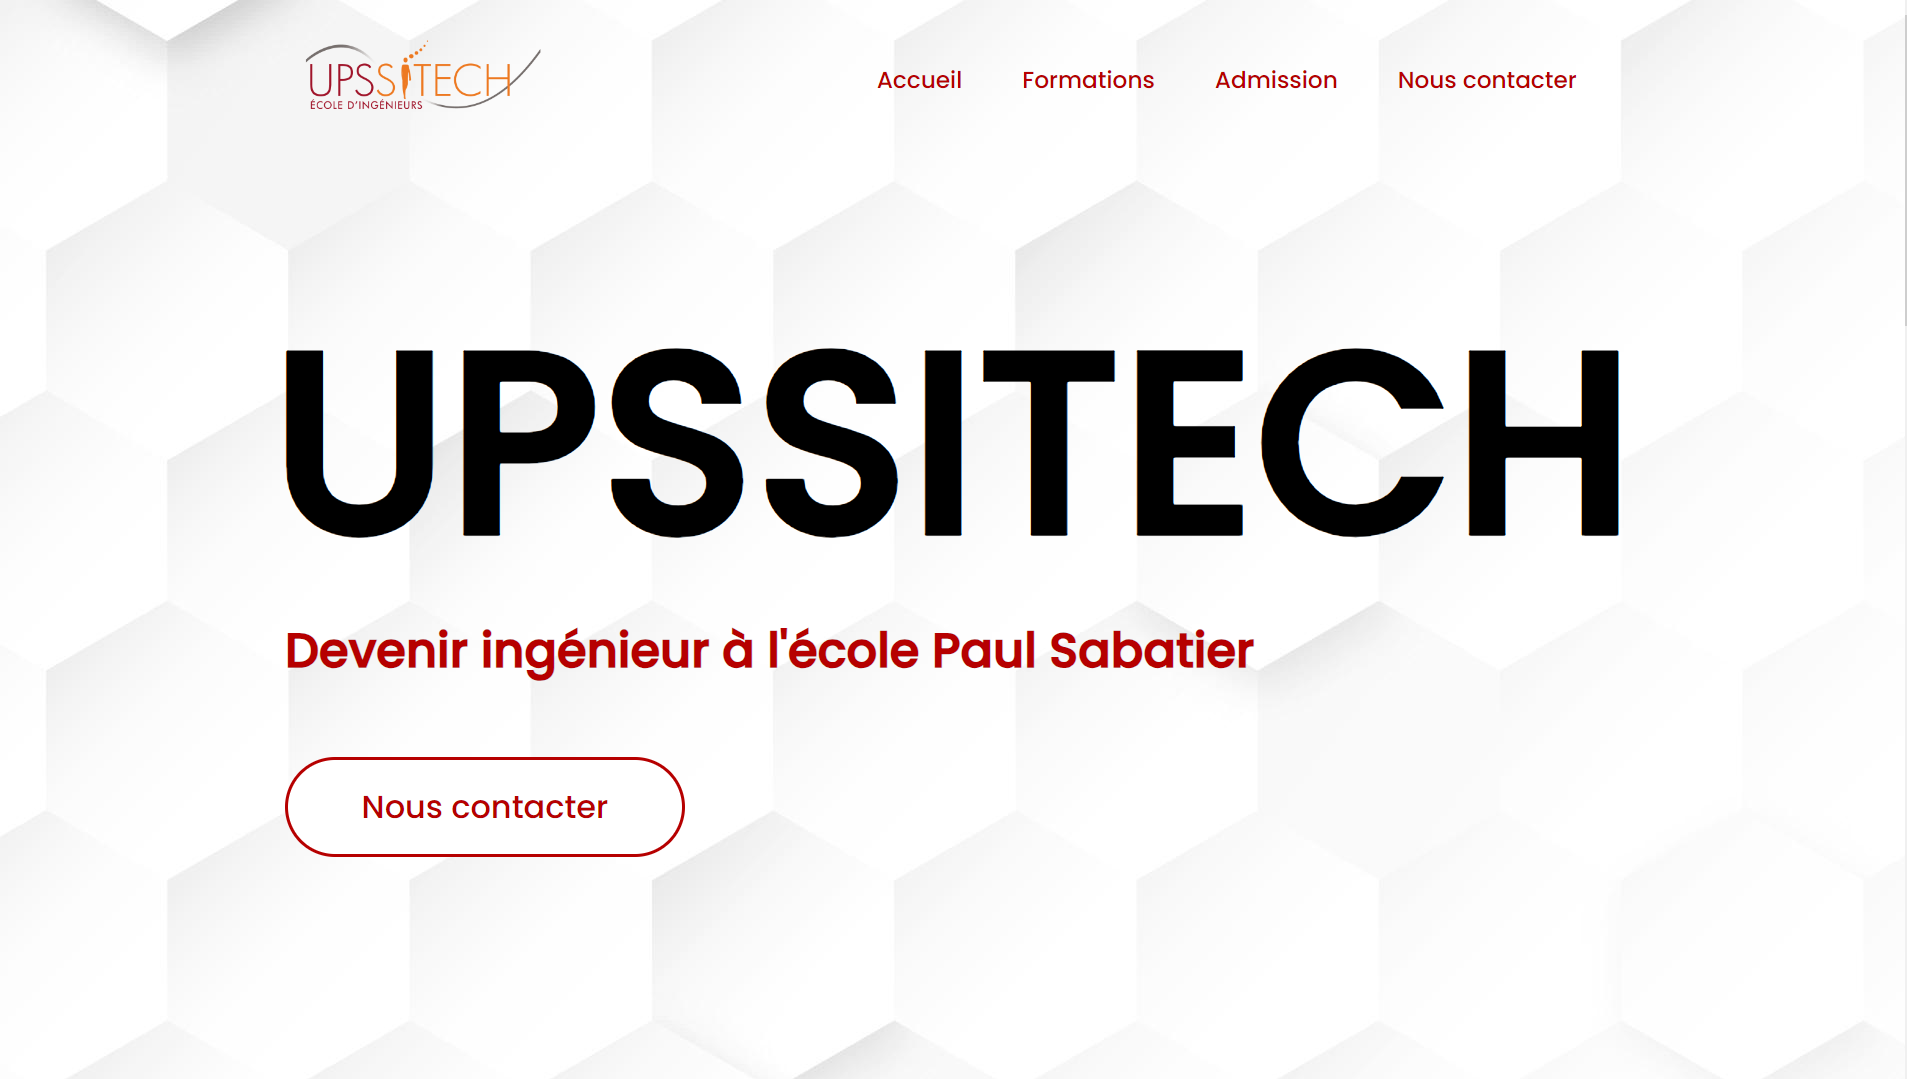 UPSSITECH
ÉCOLE D'INGÉNIEURS
Accueil Formations Admission Nous contacter
UPSSITECH
Devenir ingénieur à l'école Paul Sabatier
Nous contacter